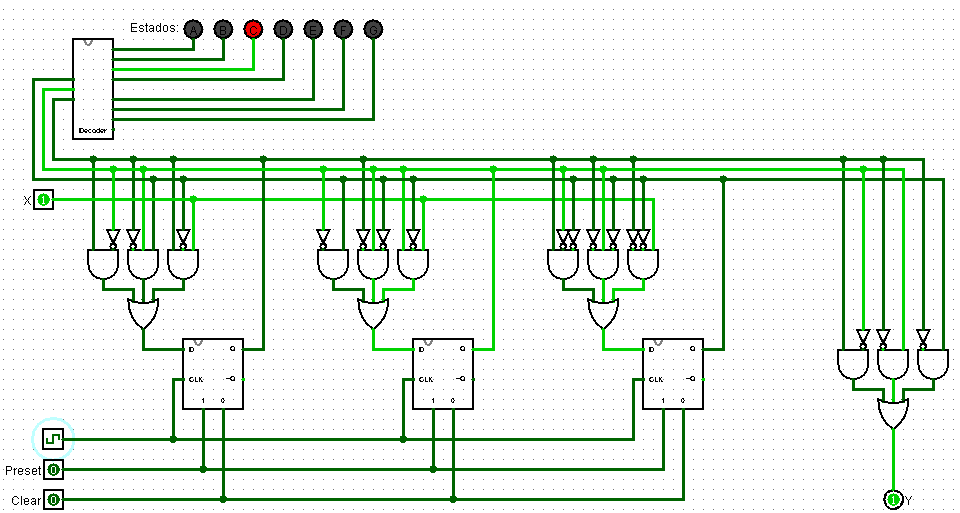 Estados: A B C D E F G
Decoder
X 1
D Q D Q D Q
CLK ¬Q CLK ¬Q CLK ¬Q
1 0 1 0 1 0
Preset 0
Clear 0
1 Y